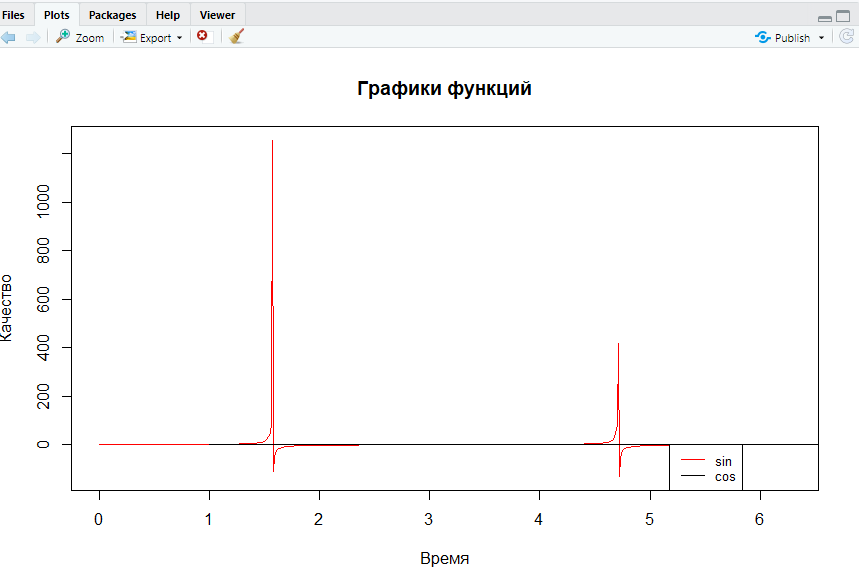 Files Plots Packages Help Viewer
Zoom Export Publish
Графики функций
1000
800
600
400
200
0
Качество
sin
cos
0 1 2 3 4 5 6
Время